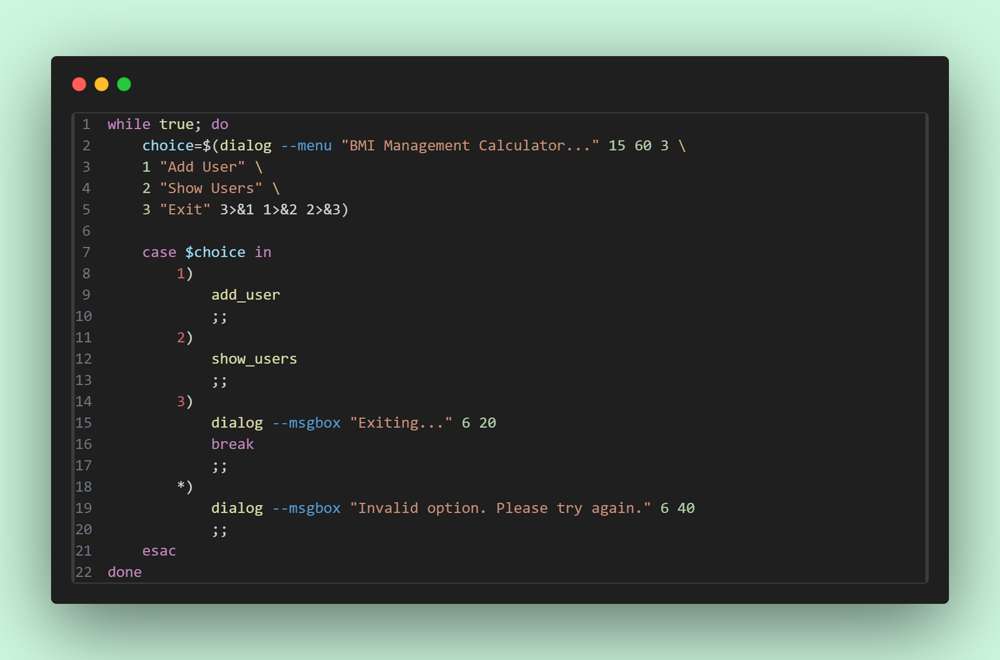 1 while true; do
2     choice=$(dialog --menu "BMI Management Calculator..." 15 60 3 \
3     1 "Add User" \
4     2 "Show Users" \
5     3 "Exit" 3>&1 1>&2 2>&3)
6
7     case $choice in
8         1)
9             add_user
10             ;;
11         2)
12             show_users
13             ;;
14         3)
15             dialog --msgbox "Exiting..." 6 20
16             break
17             ;;
18         *)
19             dialog --msgbox "Invalid option. Please try again." 6 40
20             ;;
21     esac
22 done